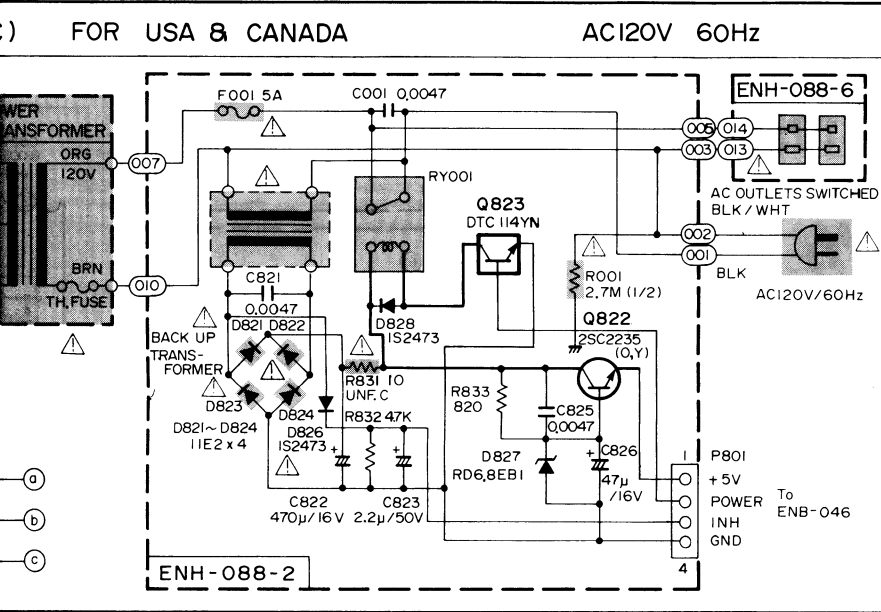 C) FOR USA & CANADA AC120V 60Hz
WER
ANSFORMER
ORG
120V
BRN
TH.FUSE
007
010
F001 5A
C001 0.0047
RY001
Q823
DTC 114YN
005 014
003 013
ENH-088-6
AC OUTLETS SWITCHED
BLK/WHT
002
001
BLK
AC120V/60Hz
R001
2.7M (1/2)
C821
0.0047
D821 D822
BACK UP
TRANS-
FORMER
D828
1S2473
Q822
2SC2235
(O,Y)
R831 10
UNF.C
D823
D824
D821~D824
11E2 x 4
D826
1S2473
R832 4.7K
R833
820
C825
0.0047
D827
RD6.8EB1
C826
47μ
/16V
+
+
+
C822
470μ/16V
C823
2.2μ/50V
1 P801
+5V
POWER
INH
GND
4
To
ENB-046
a
b
c
ENH-088-2